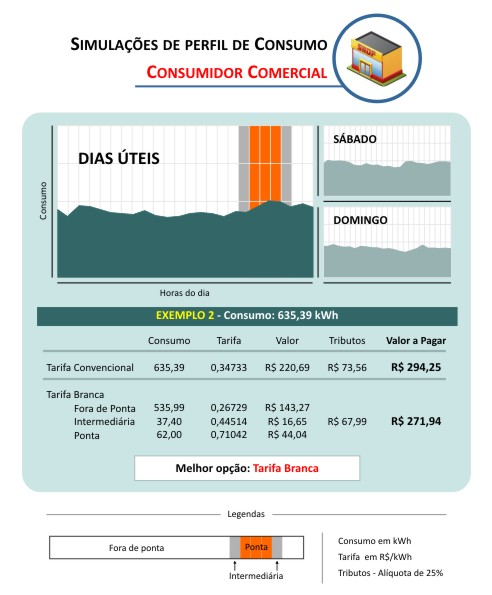 SIMULAÇÕES DE PERFIL DE CONSUMO
SHOP
CONSUMIDOR COMERCIAL
DIAS ÚTEIS
Consumo
Horas do dia
SÁBADO
DOMINGO
EXEMPLO 2 - Consumo: 635,39 kWh
Consumo Tarifa Valor Tributos Valor a Pagar
Tarifa Convencional 635,39 0,34733 R$ 220,69 R$ 73,56 R$ 294,25
Tarifa Branca
Fora de Ponta 535,99 0,26729 R$ 143,27
Intermediária 37,40 0,44514 R$ 16,65 R$ 67,99 R$ 271,94
Ponta 62,00 0,71042 R$ 44,04
Melhor opção: Tarifa Branca
Legendas
Fora de ponta Ponta
Intermediária
Consumo em kWh
Tarifa em R$/kWh
Tributos - Alíquota de 25%